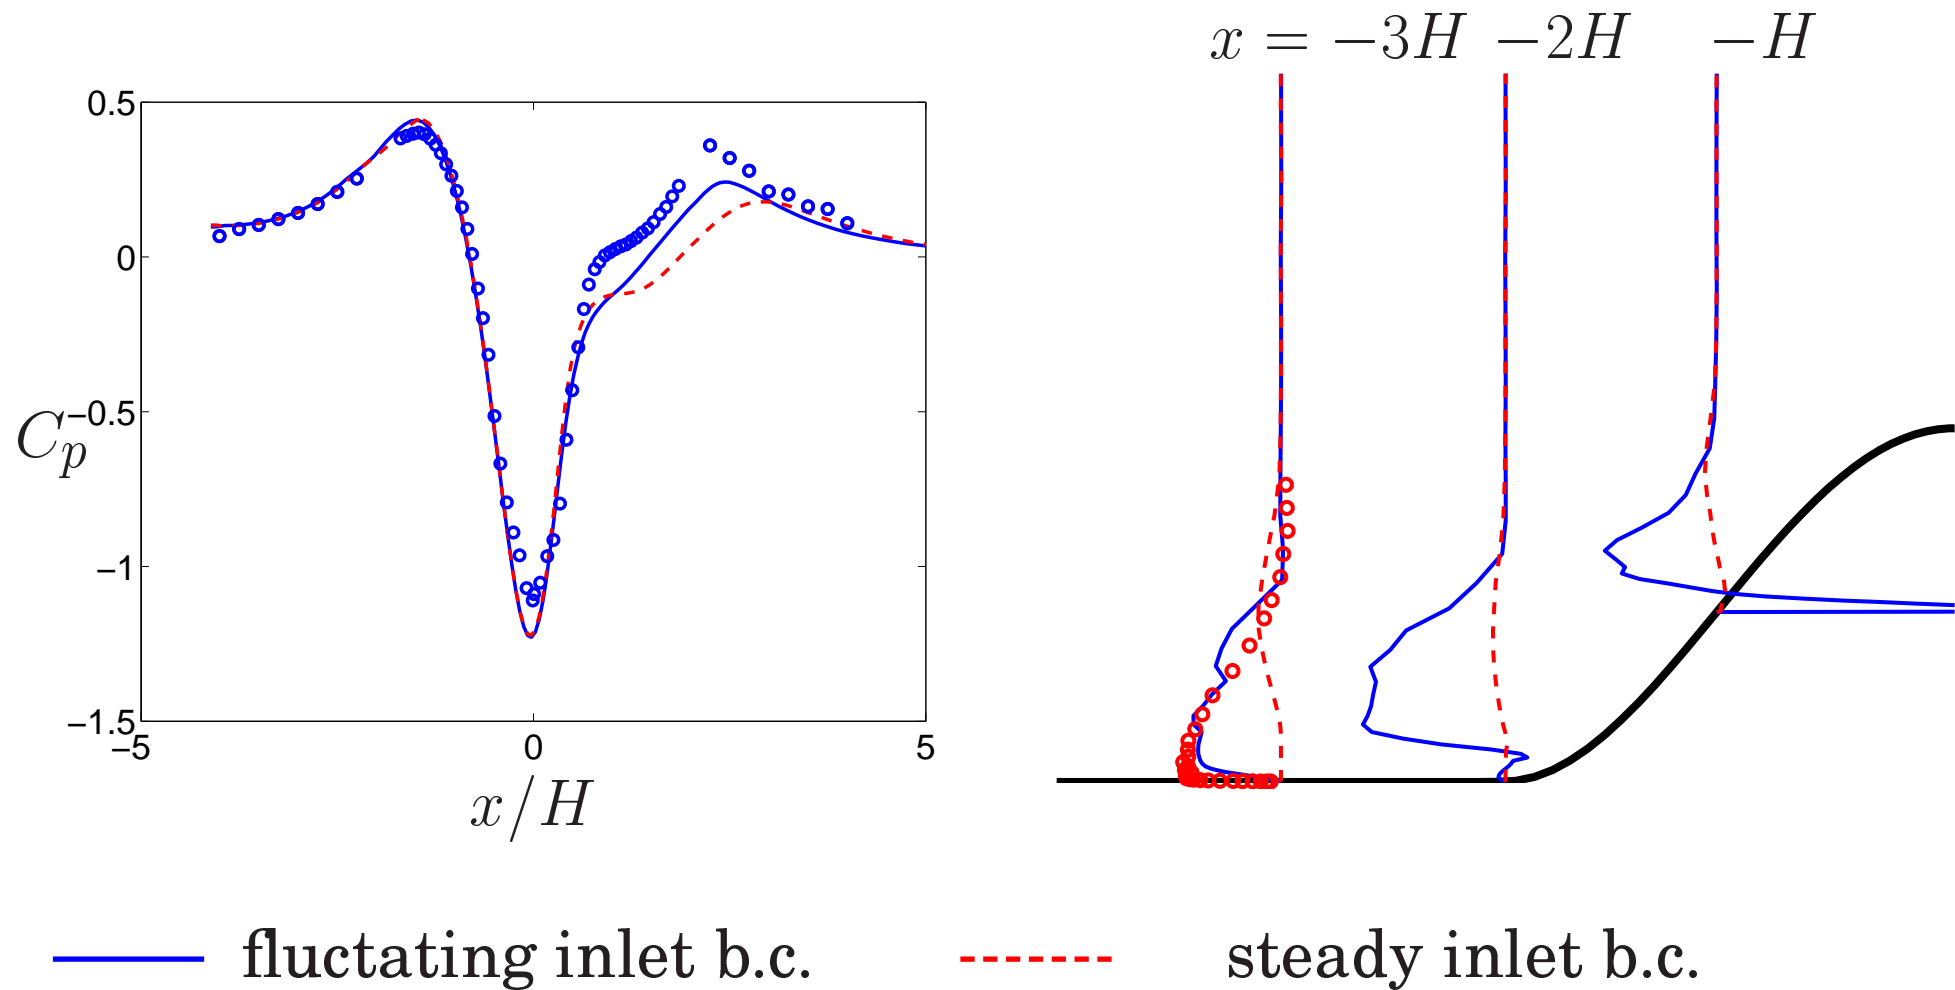 x = −3H −2H −H
0.5
0
−0.5
C_p
−1
−1.5
−5 0 5
x/H
fluctating inlet b.c. steady inlet b.c.